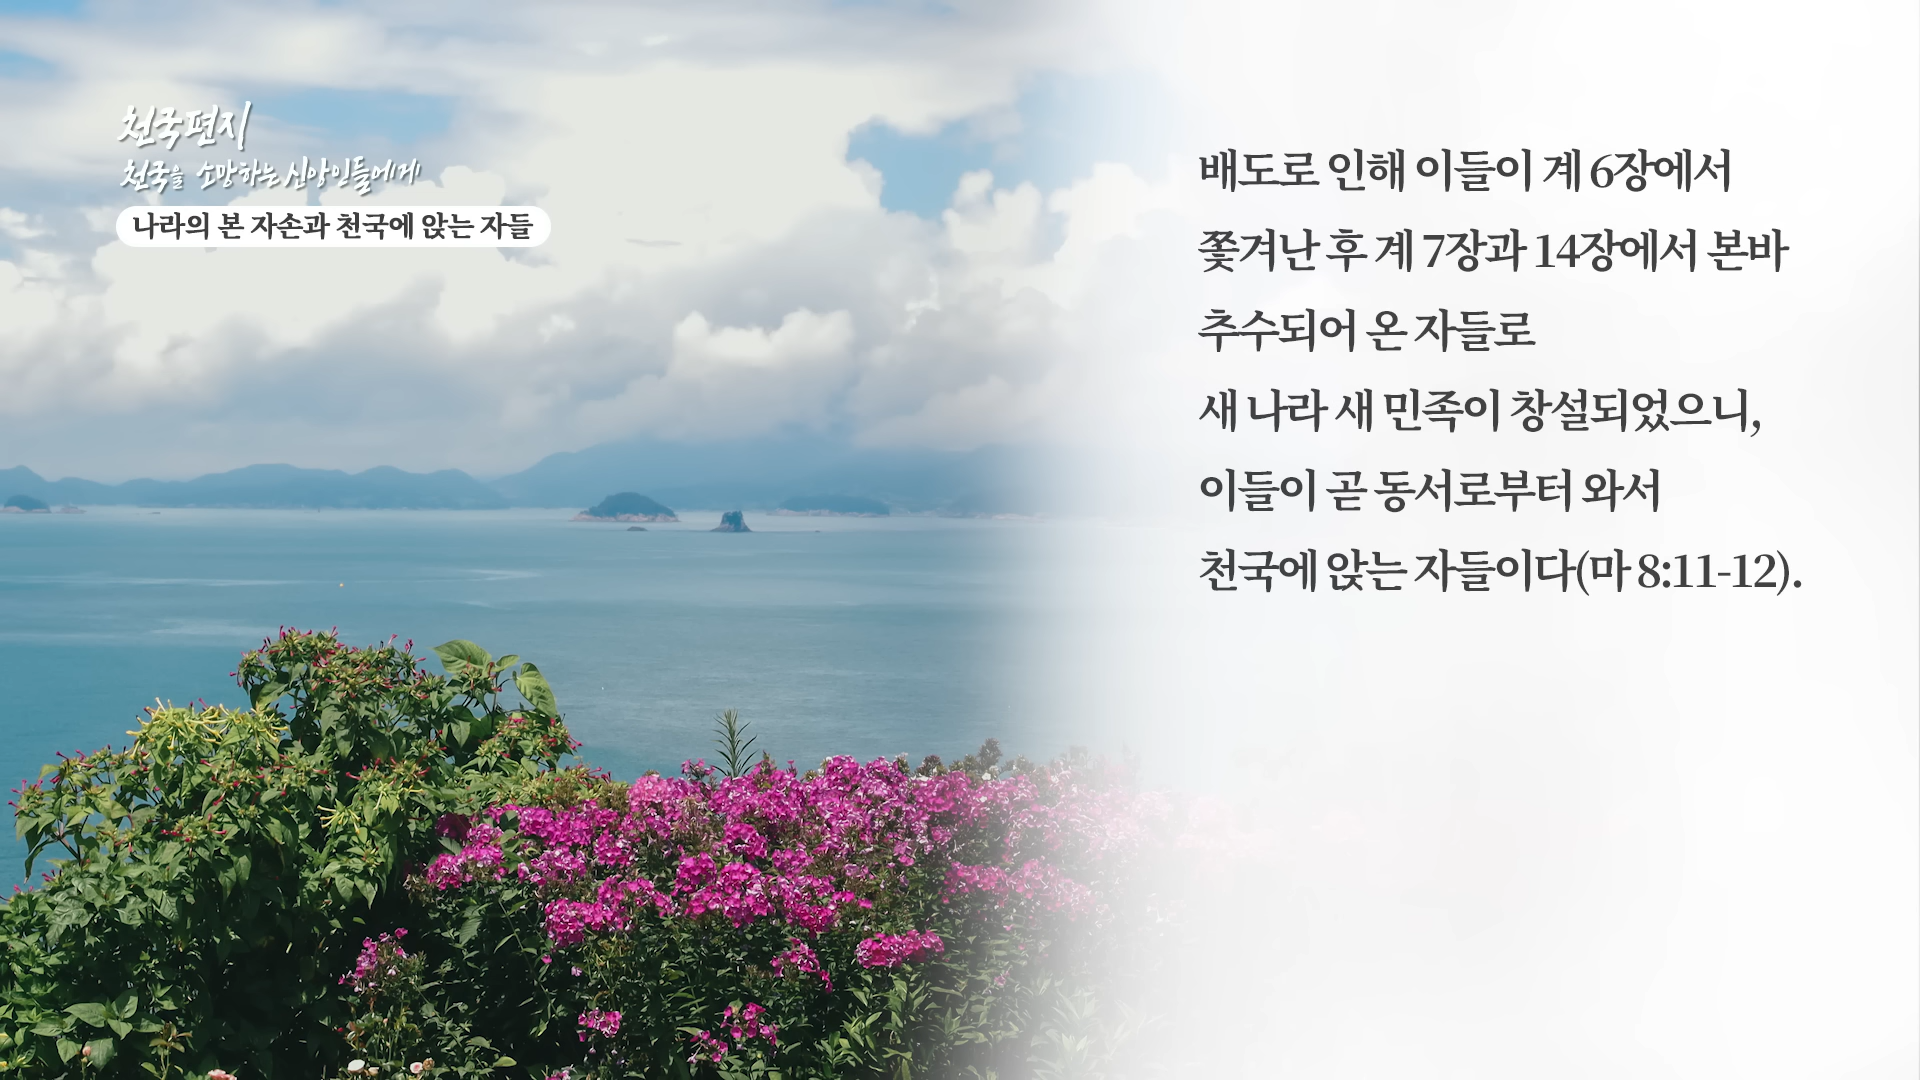 천국편지
천국을 소망하는 신앙인들에게
나라의 본 자손과 천국에 앉는 자들
배도로 인해 이들이 계 6장에서
쫓겨난 후 계 7장과 14장에서 본바
추수되어 온 자들로
새 나라 새 민족이 창설되었으니,
이들이 곧 동서로부터 와서
천국에 앉는 자들이다(마 8:11-12).